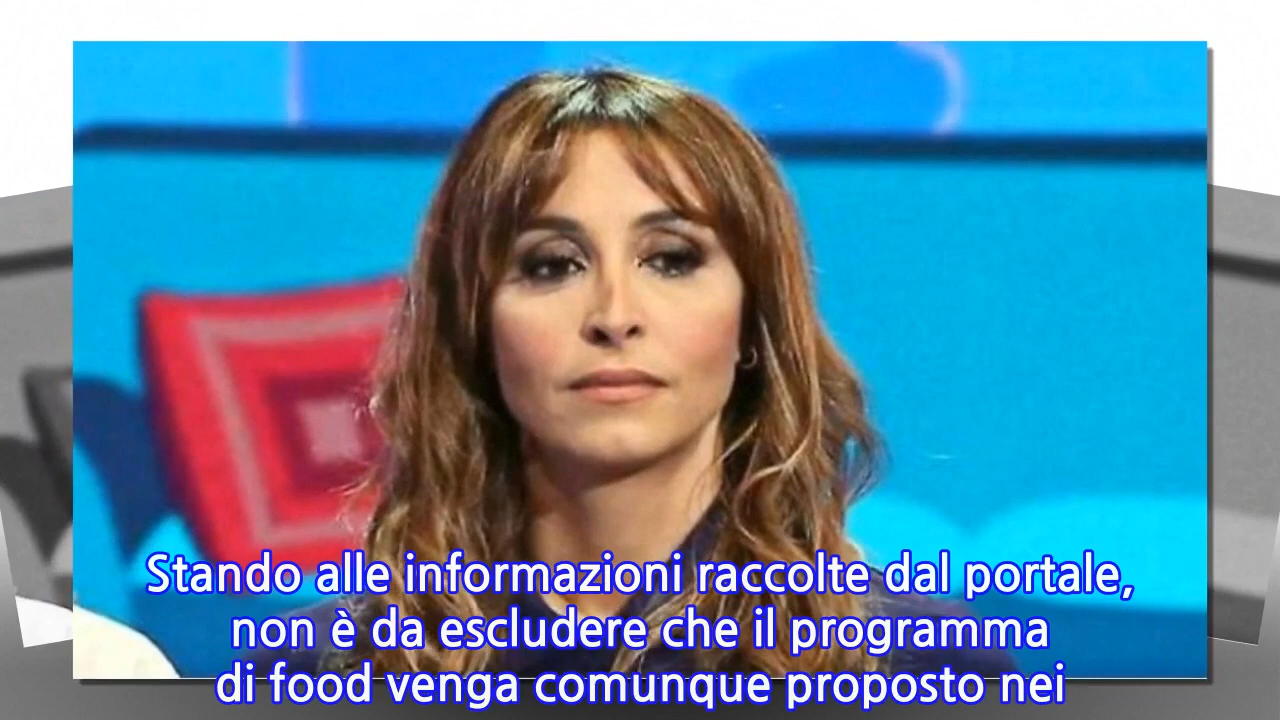 Stando alle informazioni raccolte dal portale,
non è da escludere che il programma
di food venga comunque proposto nei